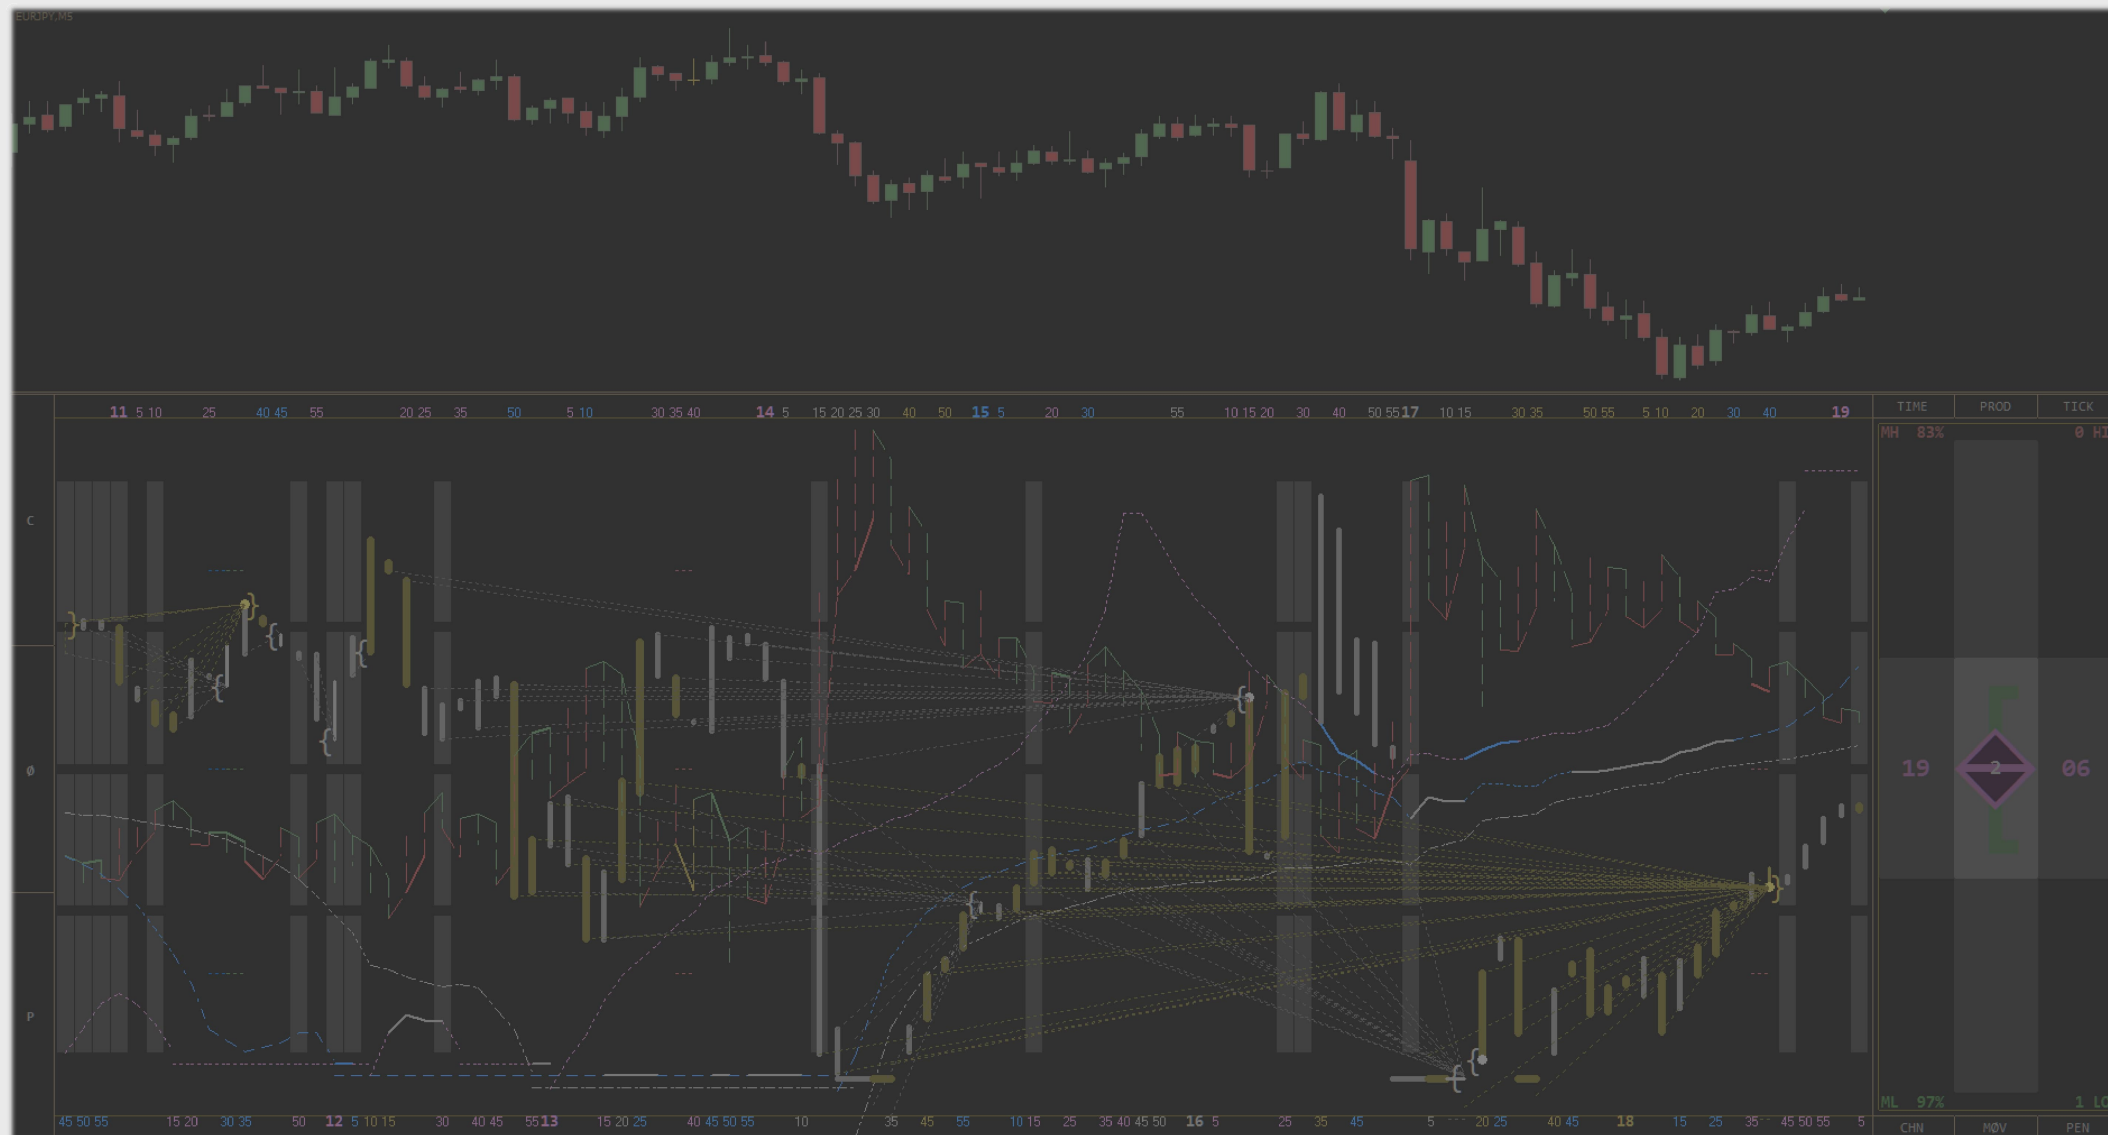 EURJPY,M5
11 5 10 25 40 45 55 20 25 35 50 5 10 30 35 40 14 5 15 20 25 30 40 50 15 5 20 30 55 10 15 20 30 40 50 55 17 10 15 30 35 50 55 5 10 20 30 40 19
TIME PROD TICK
MH 83% 0 HI
C
19 2 06
Ø
P
ML 97% 1 LO
45 50 55 15 20 30 35 50 12 5 10 15 30 40 45 55 13 15 20 25 40 45 50 55 10 35 45 55 10 15 25 35 40 45 50 16 5 25 35 45 5 20 25 40 45 18 15 25 35 45 50 55 5
CHN MØV PEN